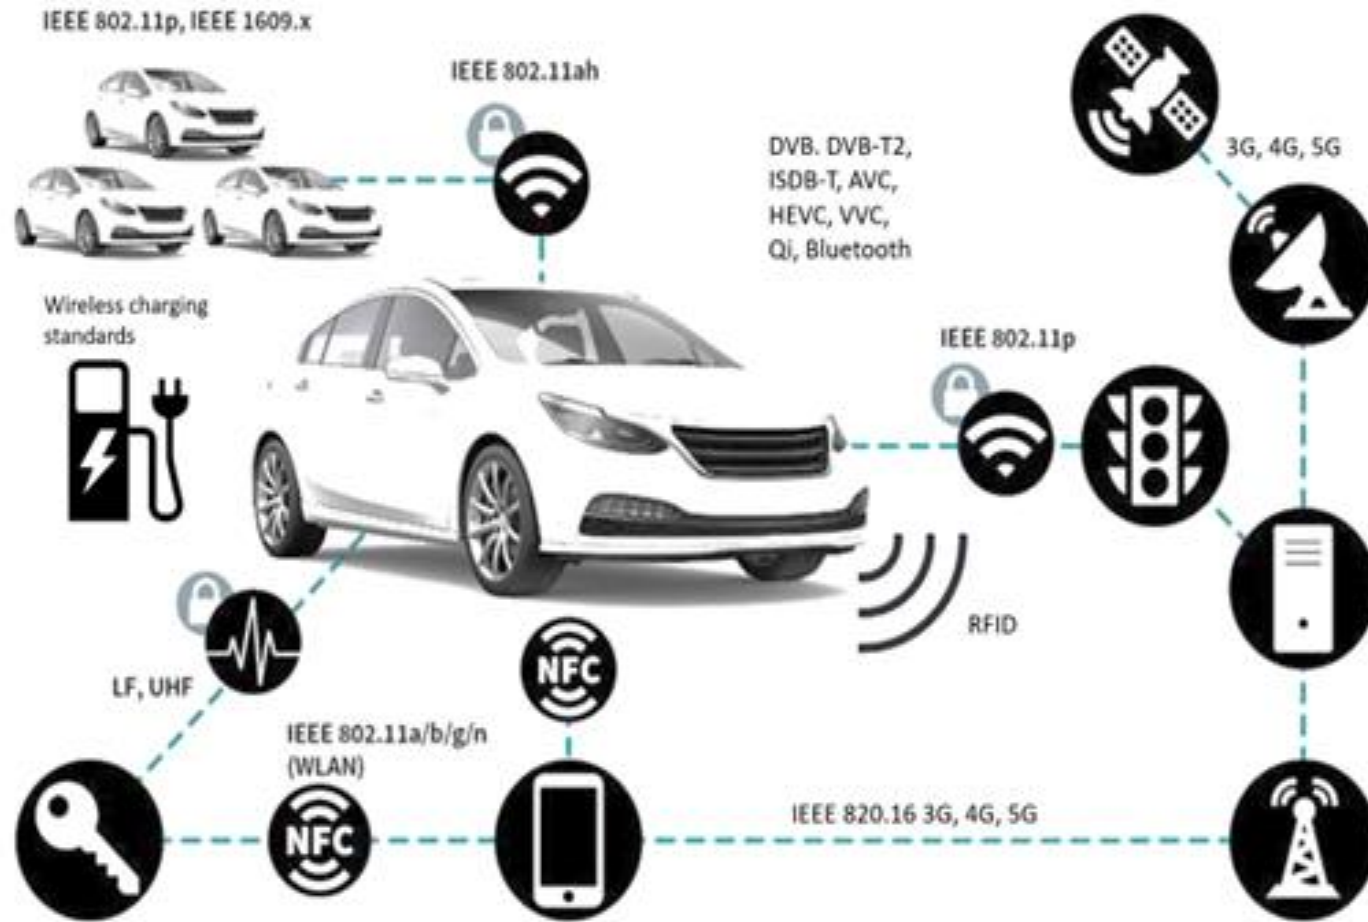 IEEE 802.11p, IEEE 1609.x
IEEE 802.11ah
DVB. DVB-T2,
ISDB-T, AVC,
HEVC, VVC,
Qi, Bluetooth
3G, 4G, 5G
Wireless charging
standards
IEEE 802.11p
RFID
LF, UHF
NFC
IEEE 802.11a/b/g/n
(WLAN)
NFC
IEEE 820.16 3G, 4G, 5G